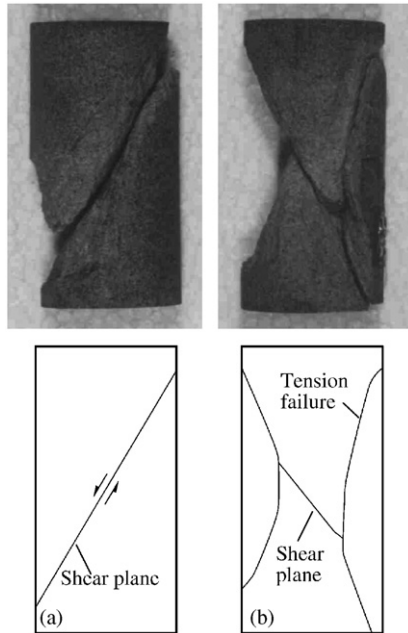 Tension
failure
Shear plane
Shear
plane
(a)
(b)